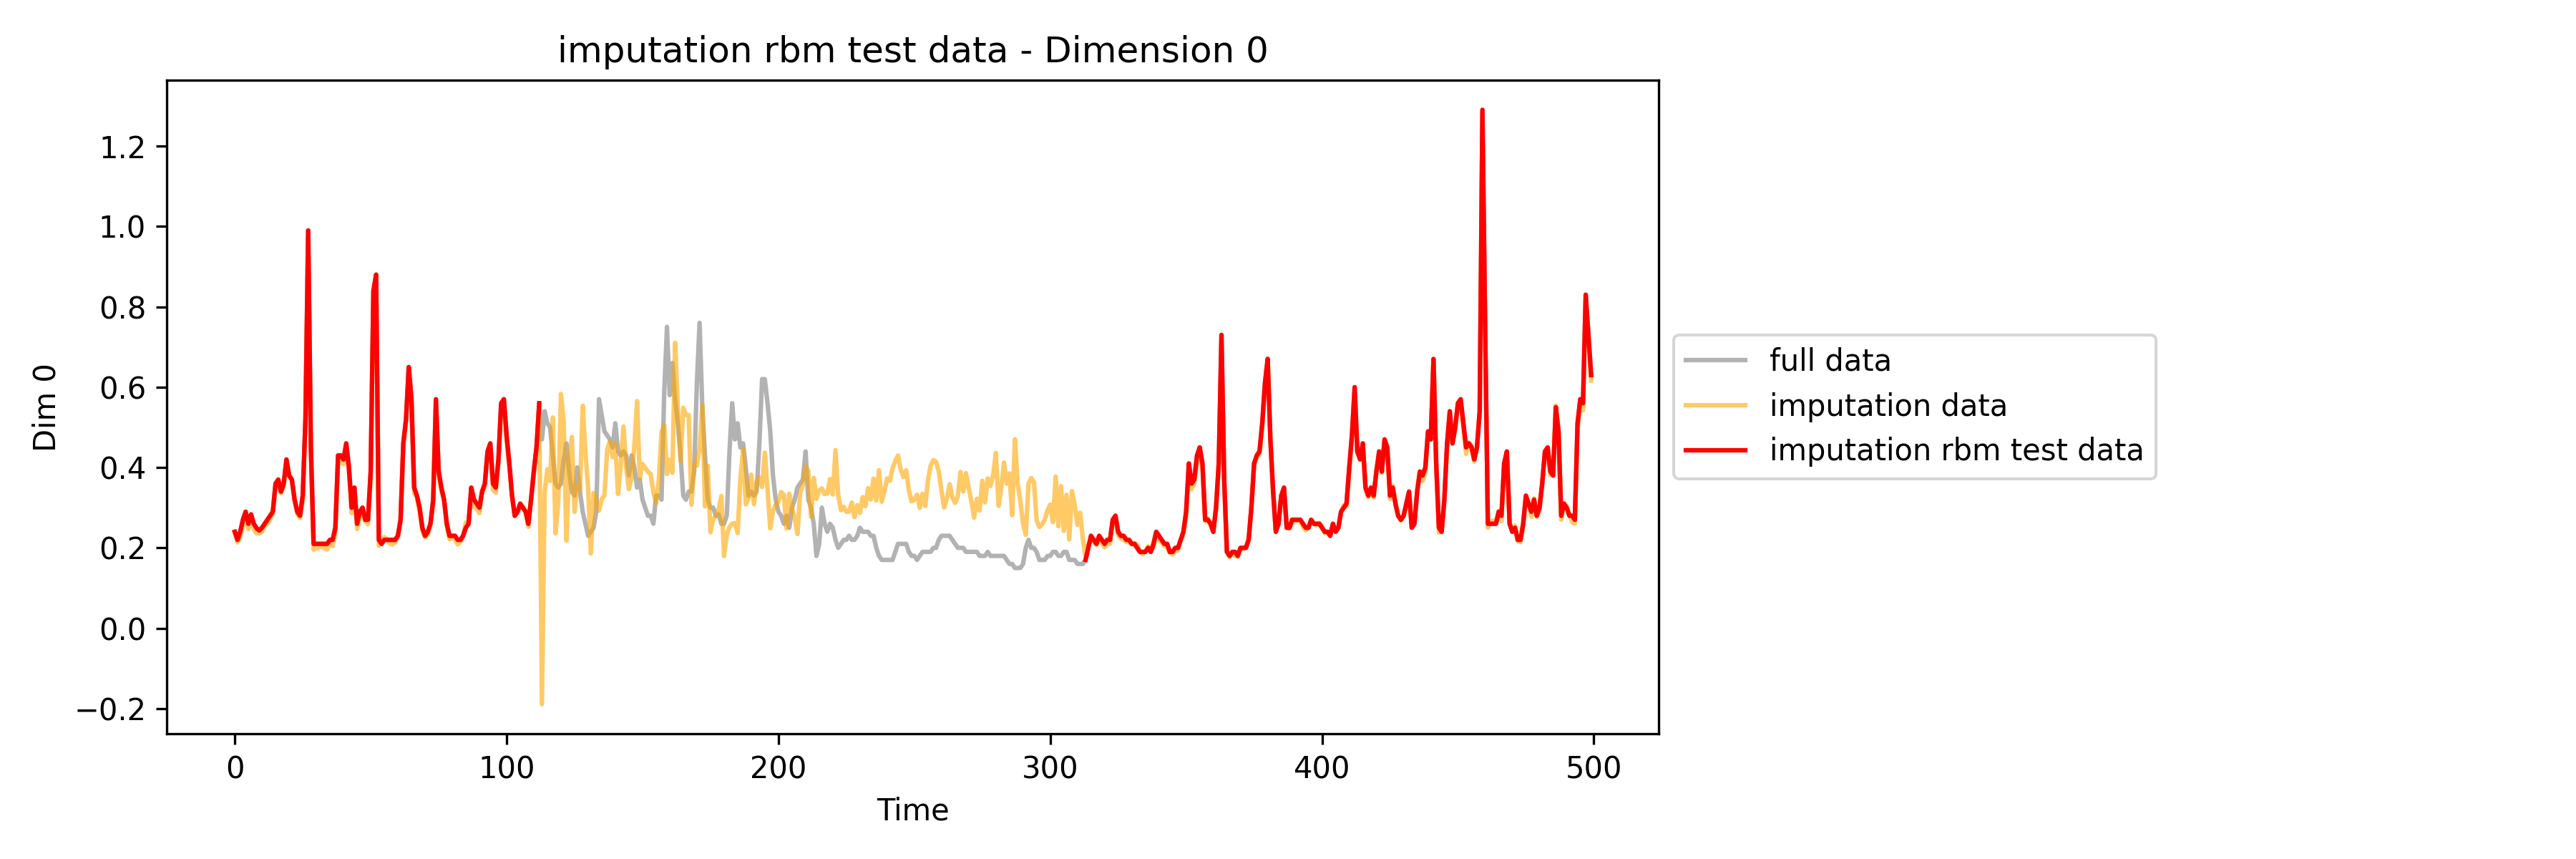 imputation rbm test data - Dimension 0
Dim 0
1.2
1.0
0.8
0.6
0.4
0.2
0.0
−0.2
0
100
200
300
400
500
Time
full data
imputation data
imputation rbm test data